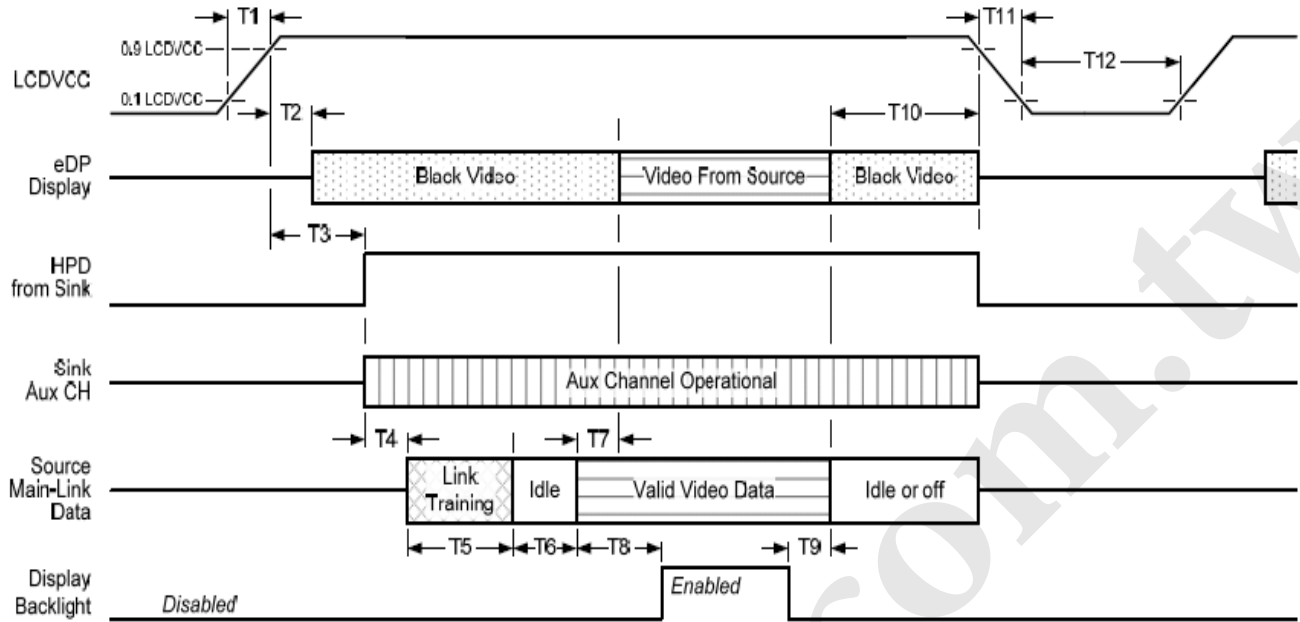 T1
T11
0.9 LCDVCC
LCDVCC
T12
0.1 LCDVCC
T2
T10
eDP
Display
Black Video
Video From Source
Black Video
T3
HPD
from Sink
Sink
Aux CH
Aux Channel Operational
T4
T7
Source
Main-Link
Data
Link
Training
Idle
Valid Video Data
Idle or off
T5
T6
T8
T9
Display
Backlight
Disabled
Enabled
com.tw